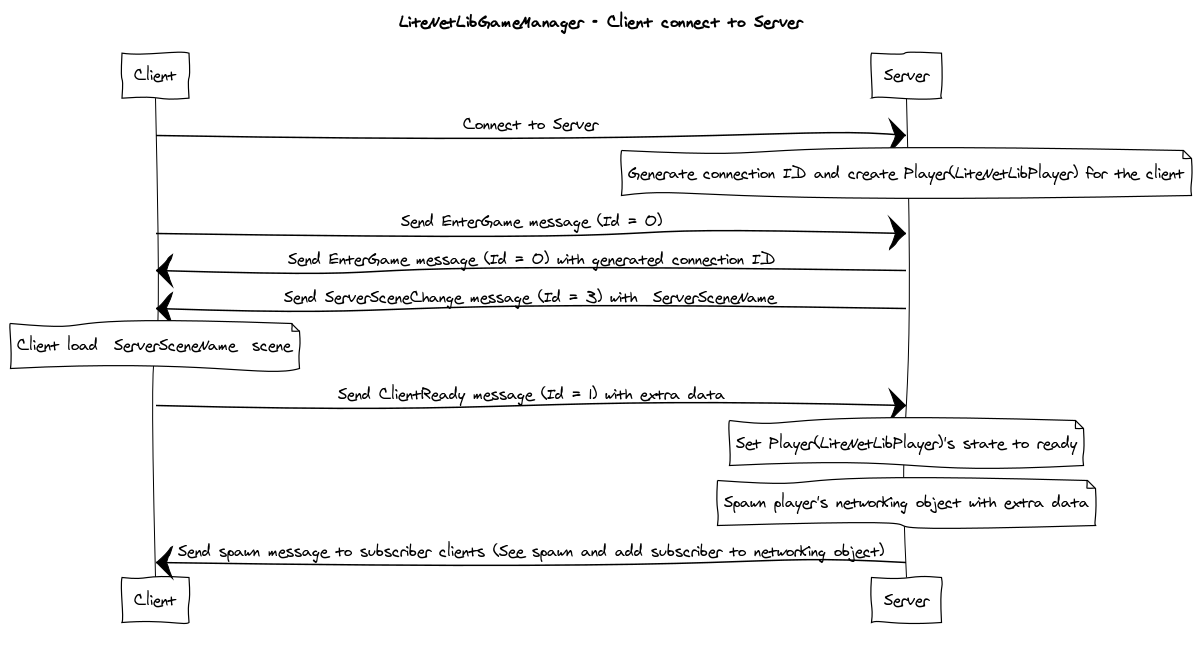 LiteNetLibGameManager - Client connect to Server
Client
Server
Connect to Server
Generate connection ID and create Player(LiteNetLibPlayer) for the client
Send EnterGame message (Id = 0)
Send EnterGame message (Id = 0) with generated connection ID
Send ServerSceneChange message (Id = 3) with ServerSceneName
Client load ServerSceneName scene
Send ClientReady message (Id = 1) with extra data
Set Player(LiteNetLibPlayer)'s state to ready
Spawn player's networking object with extra data
Send spawn message to subscriber clients (See spawn and add subscriber to networking object)
Client
Server